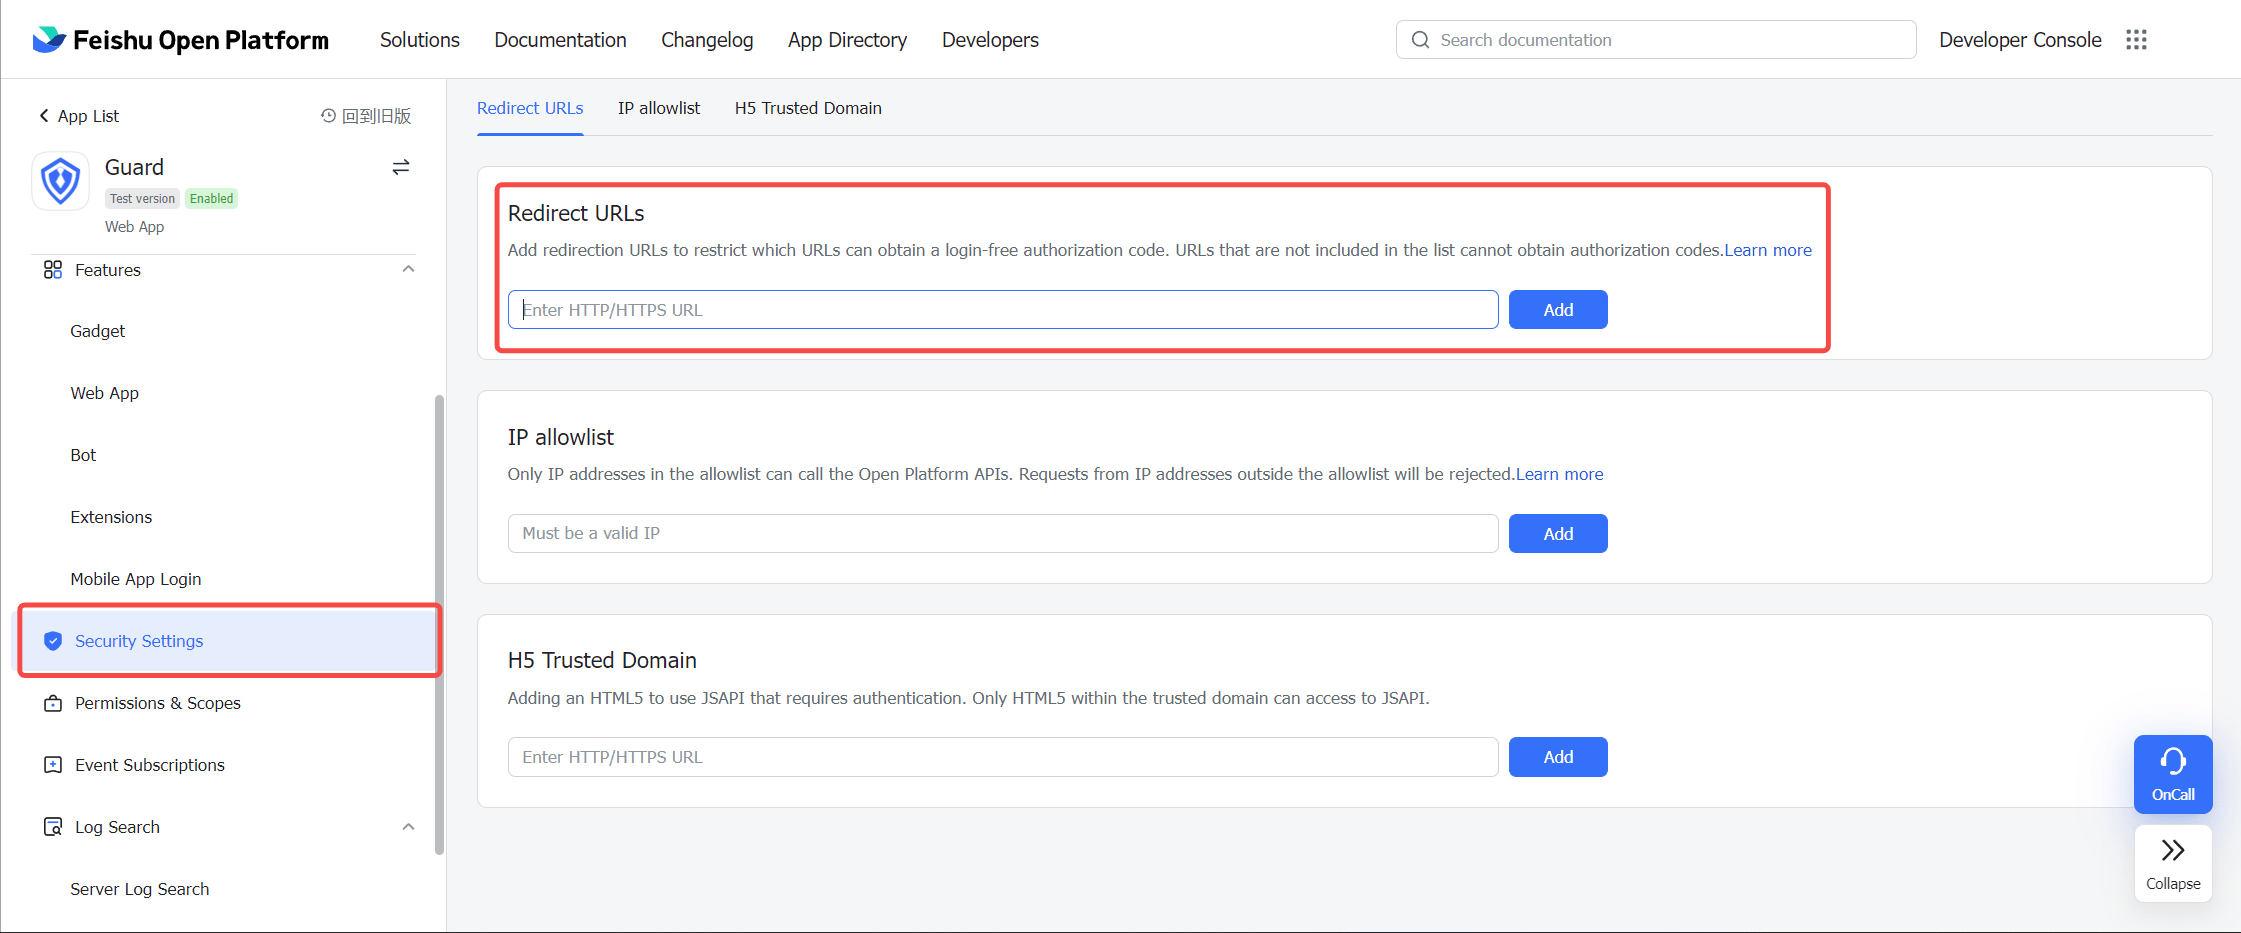 Feishu Open Platform
Solutions
Documentation
Changelog
App Directory
Developers
Search documentation
Developer Console
App List
回到旧版
Guard
Test version
Enabled
Web App
Features
Gadget
Web App
Bot
Extensions
Mobile App Login
Security Settings
Permissions & Scopes
Event Subscriptions
Log Search
Server Log Search
Redirect URLs
IP allowlist
H5 Trusted Domain
Redirect URLs
Add redirection URLs to restrict which URLs can obtain a login-free authorization code. URLs that are not included in the list cannot obtain authorization codes.Learn more
Enter HTTP/HTTPS URL
Add
IP allowlist
Only IP addresses in the allowlist can call the Open Platform APIs. Requests from IP addresses outside the allowlist will be rejected.Learn more
Must be a valid IP
Add
H5 Trusted Domain
Adding an HTML5 to use JSAPI that requires authentication. Only HTML5 within the trusted domain can access to JSAPI.
Enter HTTP/HTTPS URL
Add
OnCall
Collapse